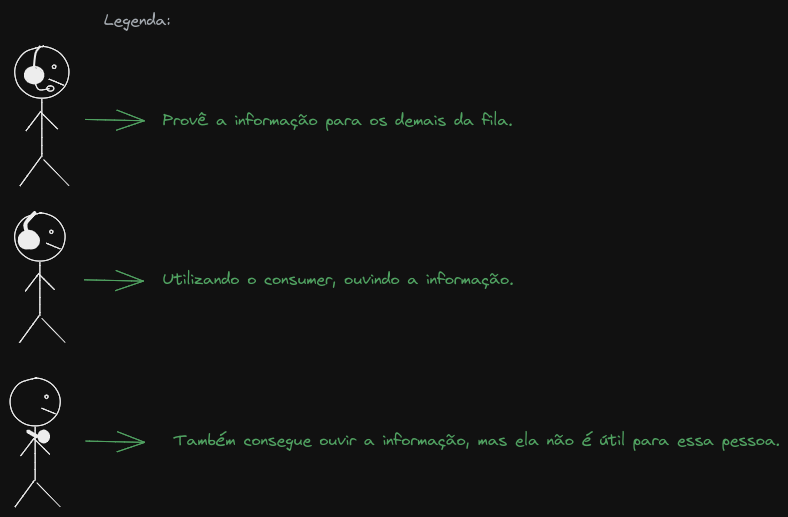 Legenda:
Provê a informação para os demais da fila.
Utilizando o consumer, ouvindo a informação.
Também consegue ouvir a informação, mas ela não é útil para essa pessoa.